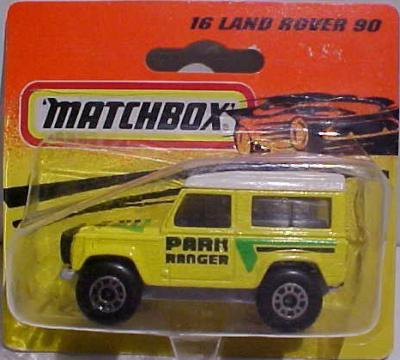 16 LAND ROVER 90
MATCHBOX
PARK
RANGER